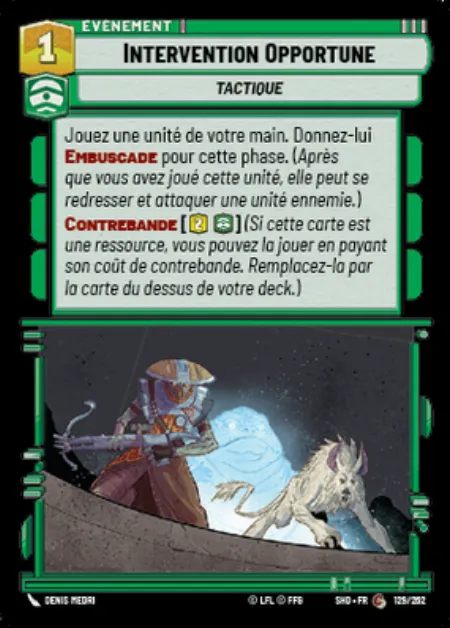 ÉVÉNEMENT
1
INTERVENTION OPPORTUNE
TACTIQUE
Jouez une unité de votre main. Donnez-lui
EMBUSCADE pour cette phase. (Après
que vous avez joué cette unité, elle peut se
redresser et attaquer une unité ennemie.)
CONTREBANDE [2] (Si cette carte est
une ressource, vous pouvez la jouer en payant
son coût de contrebande. Remplacez-la par
la carte du dessus de votre deck.)
DENIS MEDRI
© LFL © FFG
SHD • FR
129/262